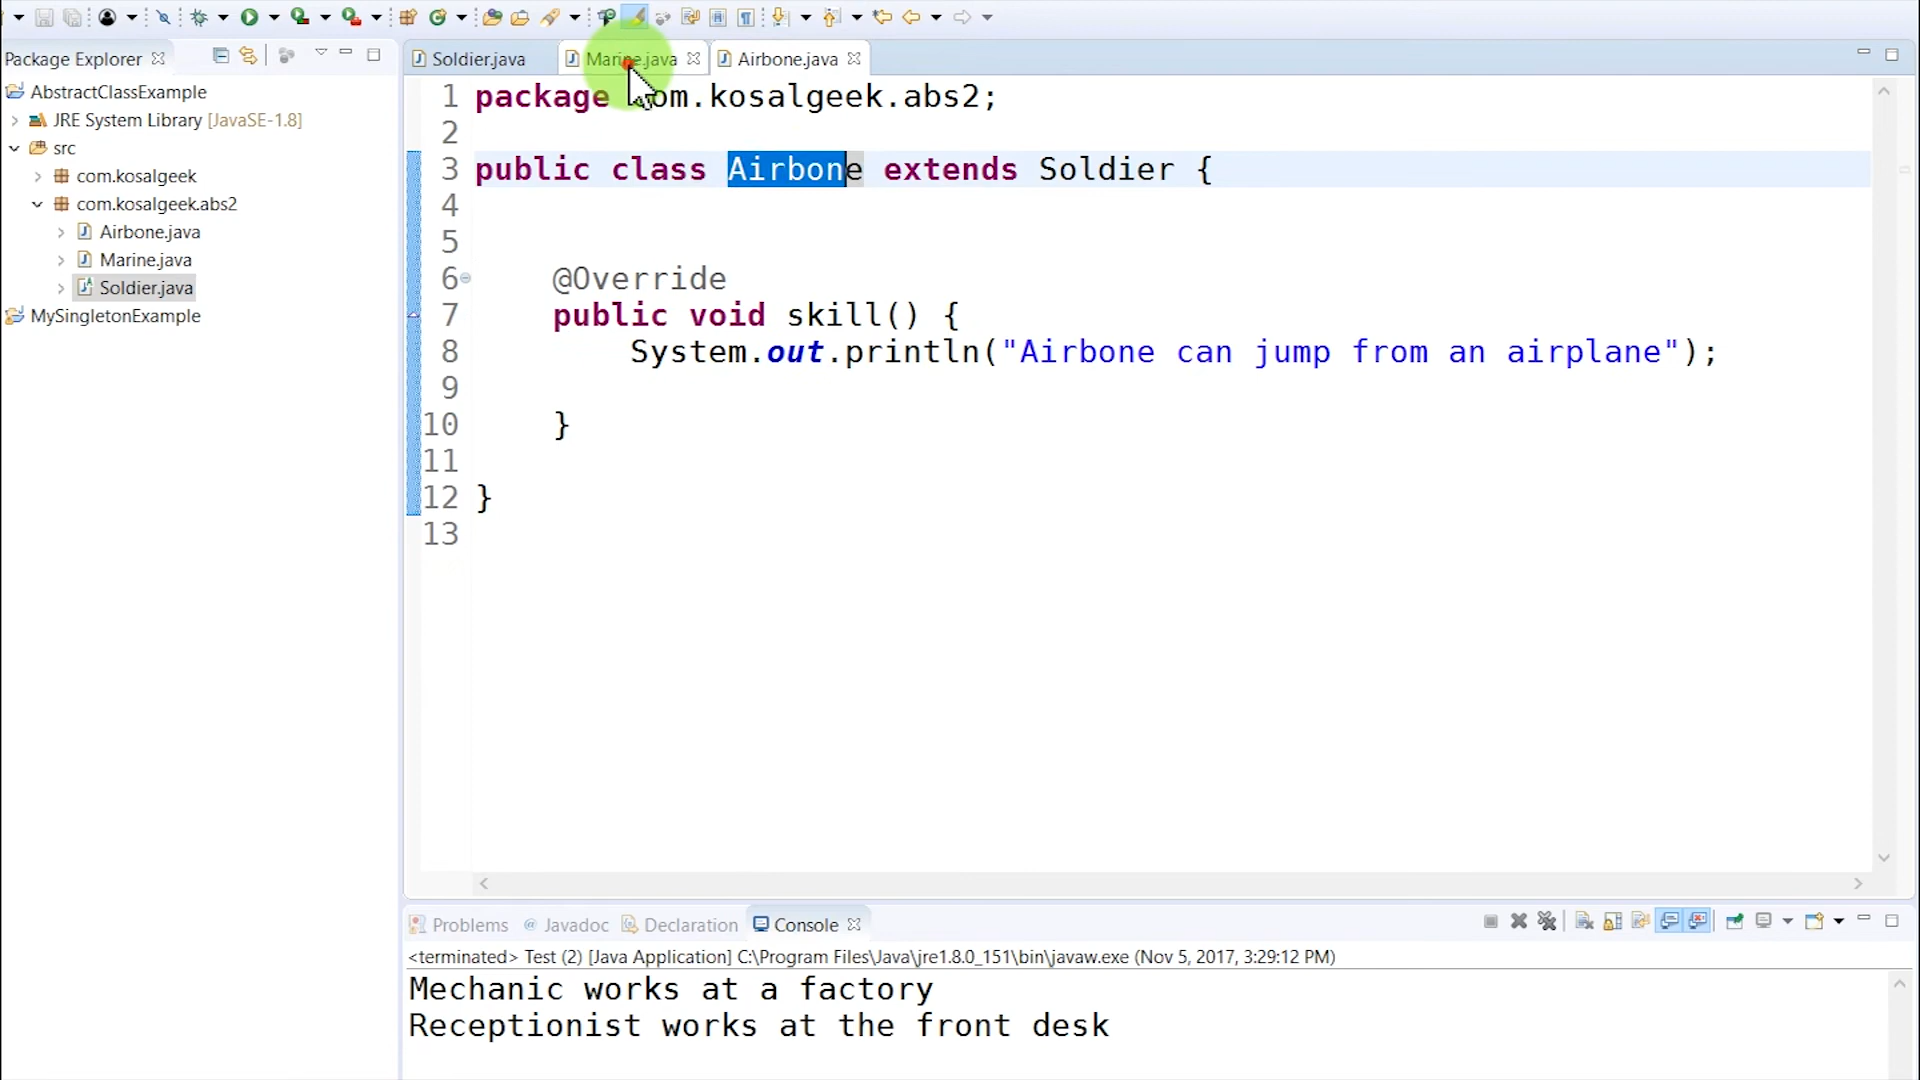 Package Explorer
AbstractClassExample
JRE System Library [JavaSE-1.8]
src
com.kosalgeek
com.kosalgeek.abs2
Airbone.java
Marine.java
Soldier.java
MySingletonExample
Soldier.java Marine.java Airbone.java
1 package com.kosalgeek.abs2;
2
3 public class Airbone extends Soldier {
4
5
6 @Override
7 public void skill() {
8 System.out.println("Airbone can jump from an airplane");
9
10 }
11
12 }
13
Problems @ Javadoc Declaration Console
<terminated> Test (2) [Java Application] C:\Program Files\Java\jre1.8.0_151\bin\javaw.exe (Nov 5, 2017, 3:29:12 PM)
Mechanic works at a factory
Receptionist works at the front desk